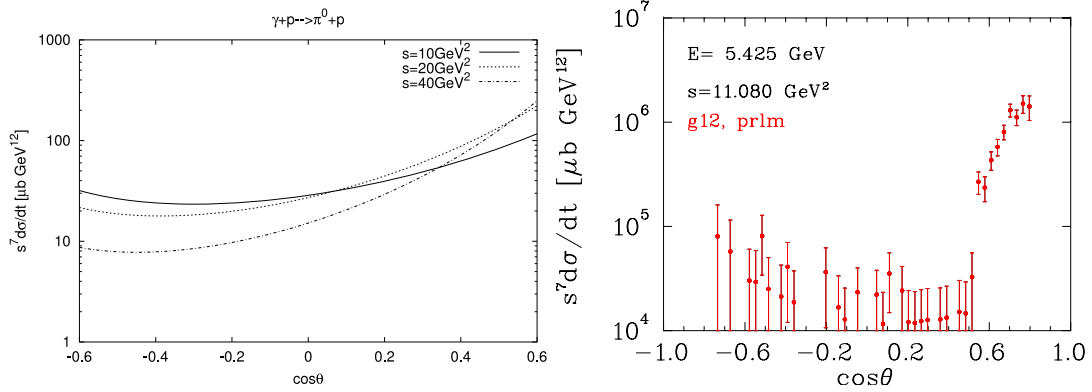 γ+p-->π⁰+p
s=10GeV²
s=20GeV²
s=40GeV²
1000
100
10
1
s⁷dσ/dt [μb GeV¹²]
-0.6 -0.4 -0.2 0 0.2 0.4 0.6
cosθ
E= 5.425 GeV
s=11.080 GeV²
g12, prlm
10⁷
10⁶
10⁵
10⁴
s⁷dσ/dt [μb GeV¹²]
−1.0 −0.6 −0.2 0.2 0.6 1.0
cosθ